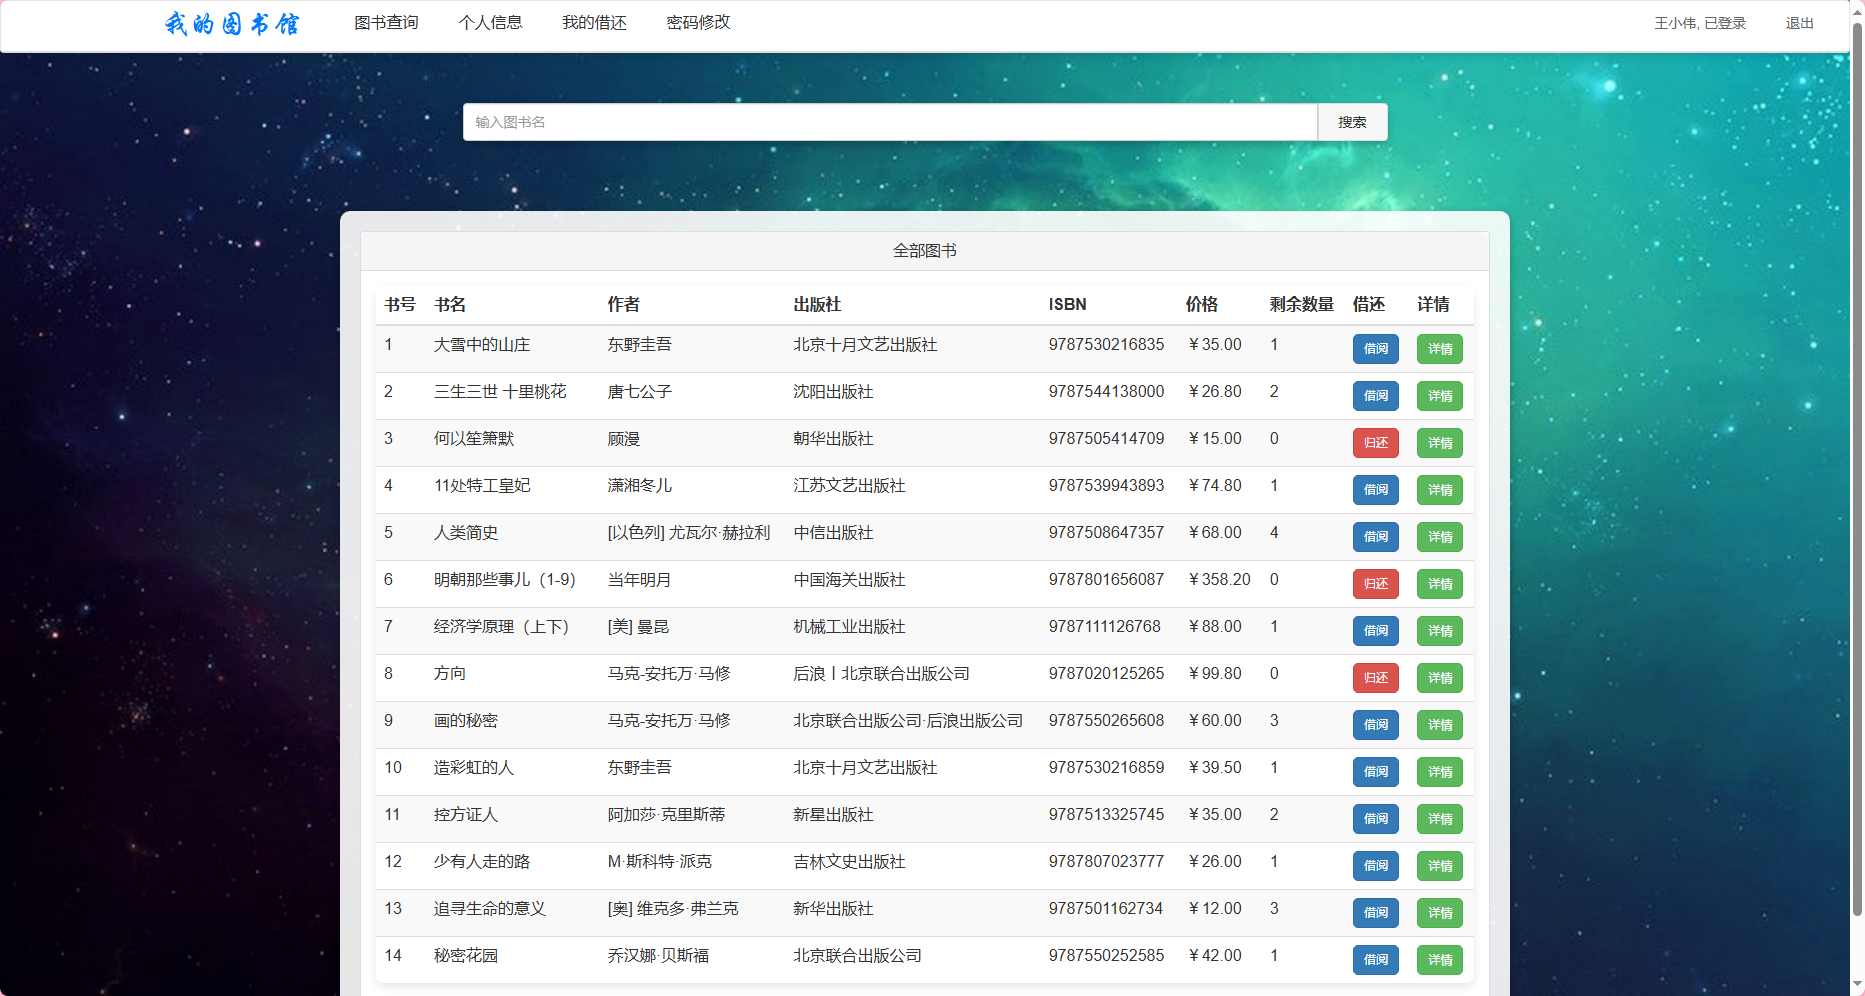 我的图书馆 图书查询 个人信息 我的借还 密码修改 王小伟, 已登录 退出
输入图书名 搜索
全部图书
书号 书名 作者 出版社 ISBN 价格 剩余数量 借还 详情
1 大雪中的山庄 东野圭吾 北京十月文艺出版社 9787530216835 ￥35.00 1 借阅 详情
2 三生三世 十里桃花 唐七公子 沈阳出版社 9787544138000 ￥26.80 2 借阅 详情
3 何以笙箫默 顾漫 朝华出版社 9787505414709 ￥15.00 0 归还 详情
4 11处特工皇妃 潇湘冬儿 江苏文艺出版社 9787539943893 ￥74.80 1 借阅 详情
5 人类简史 [以色列] 尤瓦尔·赫拉利 中信出版社 9787508647357 ￥68.00 4 借阅 详情
6 明朝那些事儿（1-9） 当年明月 中国海关出版社 9787801656087 ￥358.20 0 归还 详情
7 经济学原理（上下） [美] 曼昆 机械工业出版社 9787111126768 ￥88.00 1 借阅 详情
8 方向 马克-安托万·马修 后浪丨北京联合出版公司 9787020125265 ￥99.80 0 归还 详情
9 画的秘密 马克-安托万·马修 北京联合出版公司·后浪出版公司 9787550265608 ￥60.00 3 借阅 详情
10 造彩虹的人 东野圭吾 北京十月文艺出版社 9787530216859 ￥39.50 1 借阅 详情
11 控方证人 阿加莎·克里斯蒂 新星出版社 9787513325745 ￥35.00 2 借阅 详情
12 少有人走的路 M·斯科特·派克 吉林文史出版社 9787807023777 ￥26.00 1 借阅 详情
13 追寻生命的意义 [奥] 维克多·弗兰克 新华出版社 9787501162734 ￥12.00 3 借阅 详情
14 秘密花园 乔汉娜·贝斯福 北京联合出版公司 9787550252585 ￥42.00 1 借阅 详情